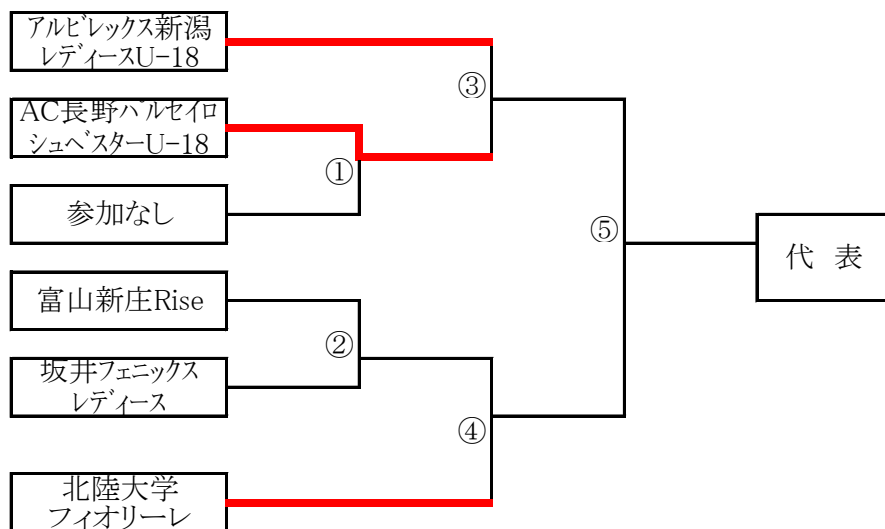 アルビレックス新潟
レディースU-18
③
AC長野パルセイロ
シュベスターU-18
①
参加なし
⑤
代 表
富山新庄Rise
②
坂井フェニックス
レディース
④
北陸大学
フィオリーレ